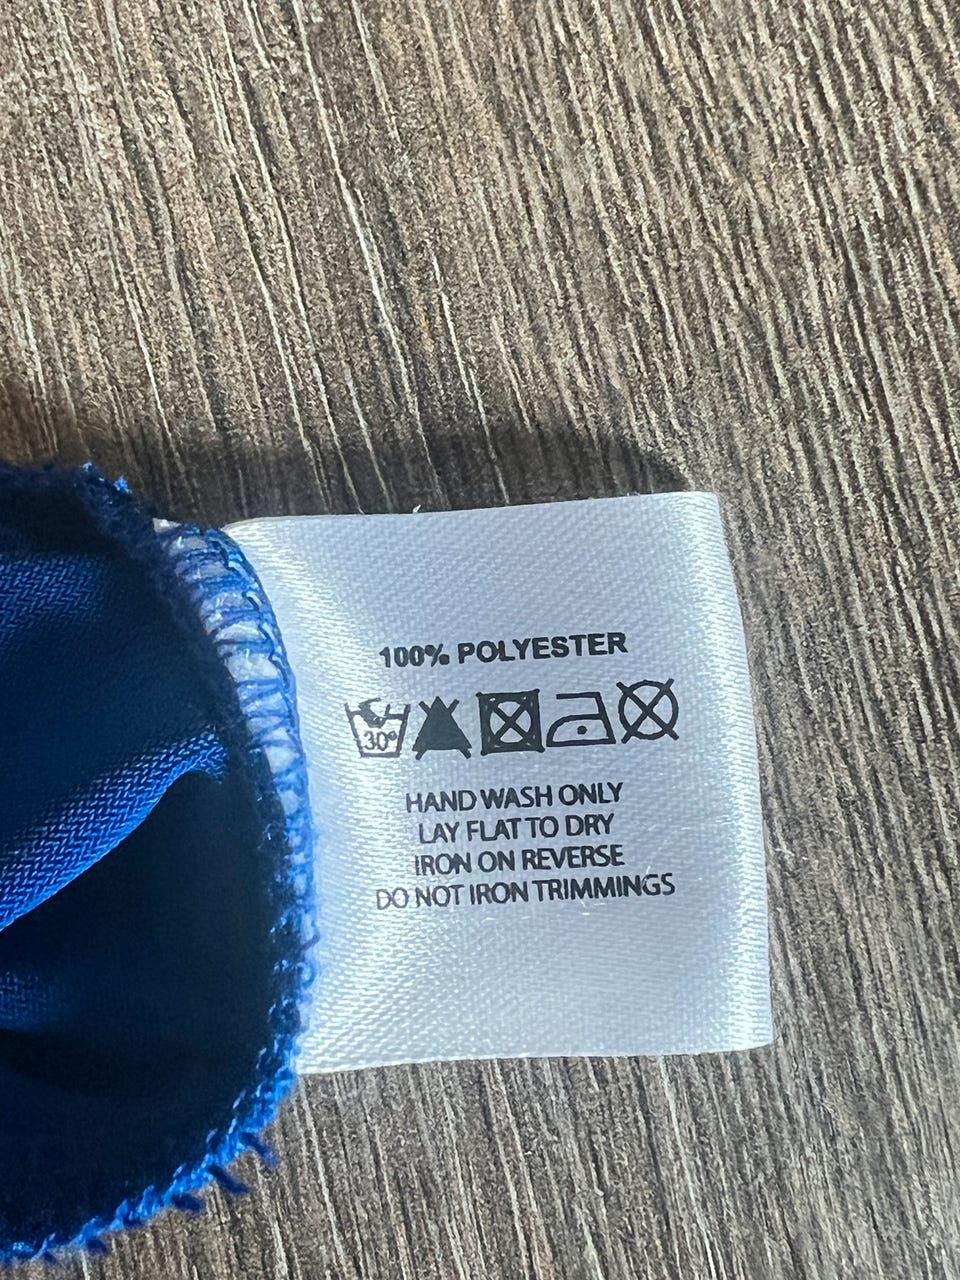 100% POLYESTER
30°
HAND WASH ONLY
LAY FLAT TO DRY
IRON ON REVERSE
DO NOT IRON TRIMMINGS